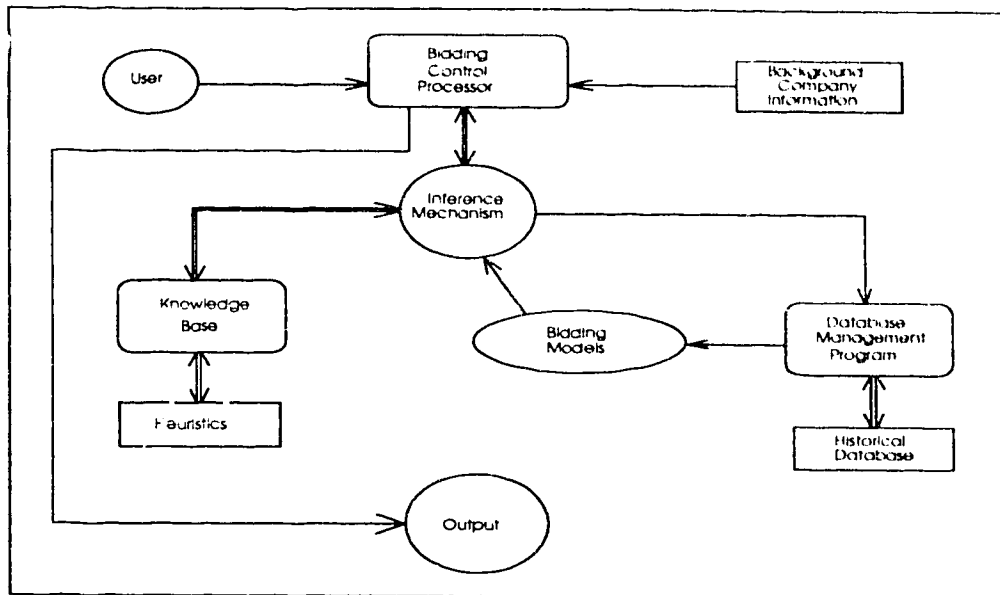 User
Bidding
Control
Processor
Background
Company
Information
Inference
Mechanism
Knowledge
Base
Bidding
Models
Database
Management
Program
Heuristics
Historical
Database
Output